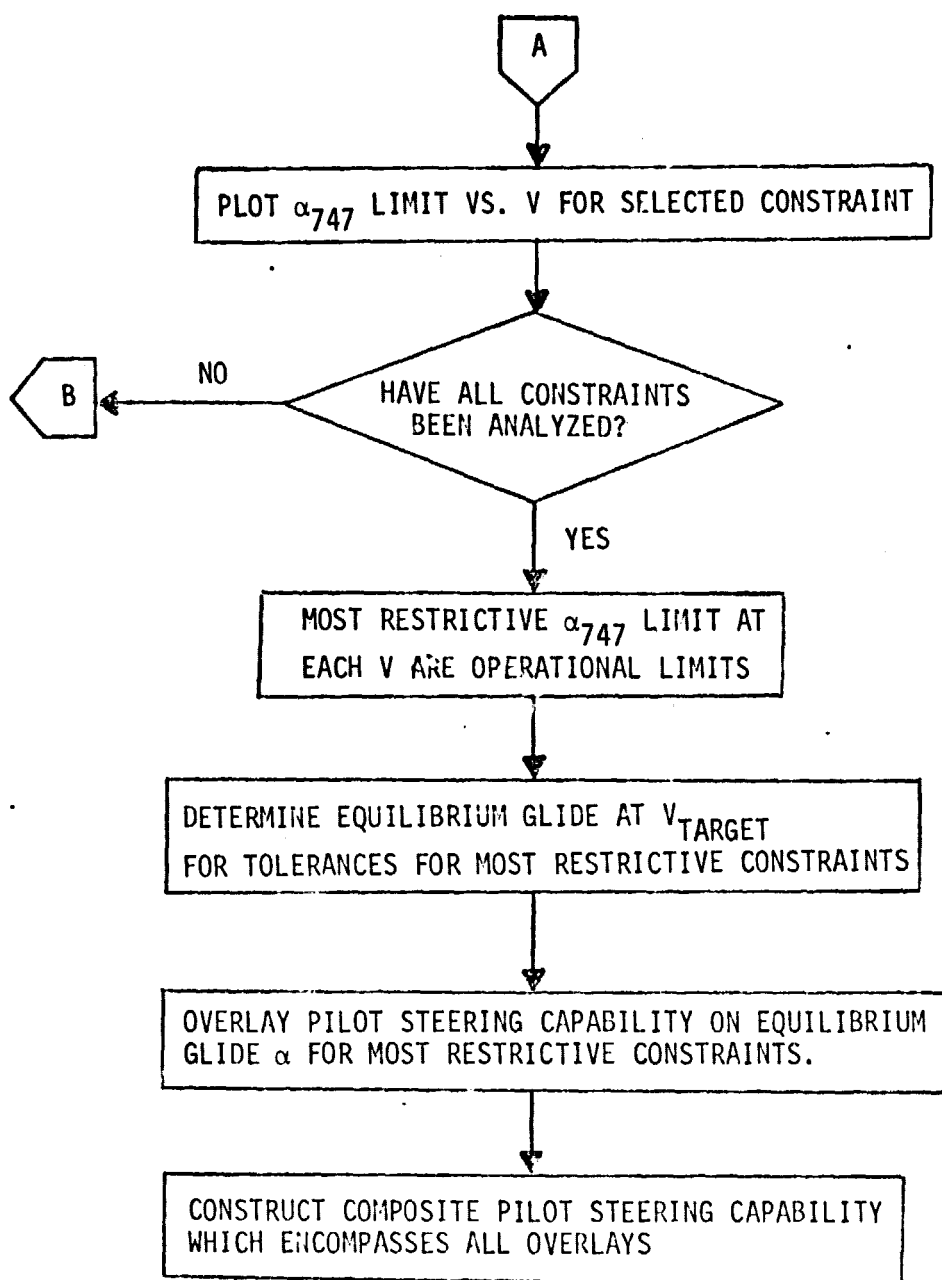 A
PLOT α747 LIMIT VS. V FOR SELECTED CONSTRAINT
NO
B
HAVE ALL CONSTRAINTS
BEEN ANALYZED?
YES
MOST RESTRICTIVE α747 LIMIT AT
EACH V ARE OPERATIONAL LIMITS
DETERMINE EQUILIBRIUM GLIDE AT VTARGET
FOR TOLERANCES FOR MOST RESTRICTIVE CONSTRAINTS
OVERLAY PILOT STEERING CAPABILITY ON EQUILIBRIUM
GLIDE α FOR MOST RESTRICTIVE CONSTRAINTS.
CONSTRUCT COMPOSITE PILOT STEERING CAPABILITY
WHICH ENCOMPASSES ALL OVERLAYS